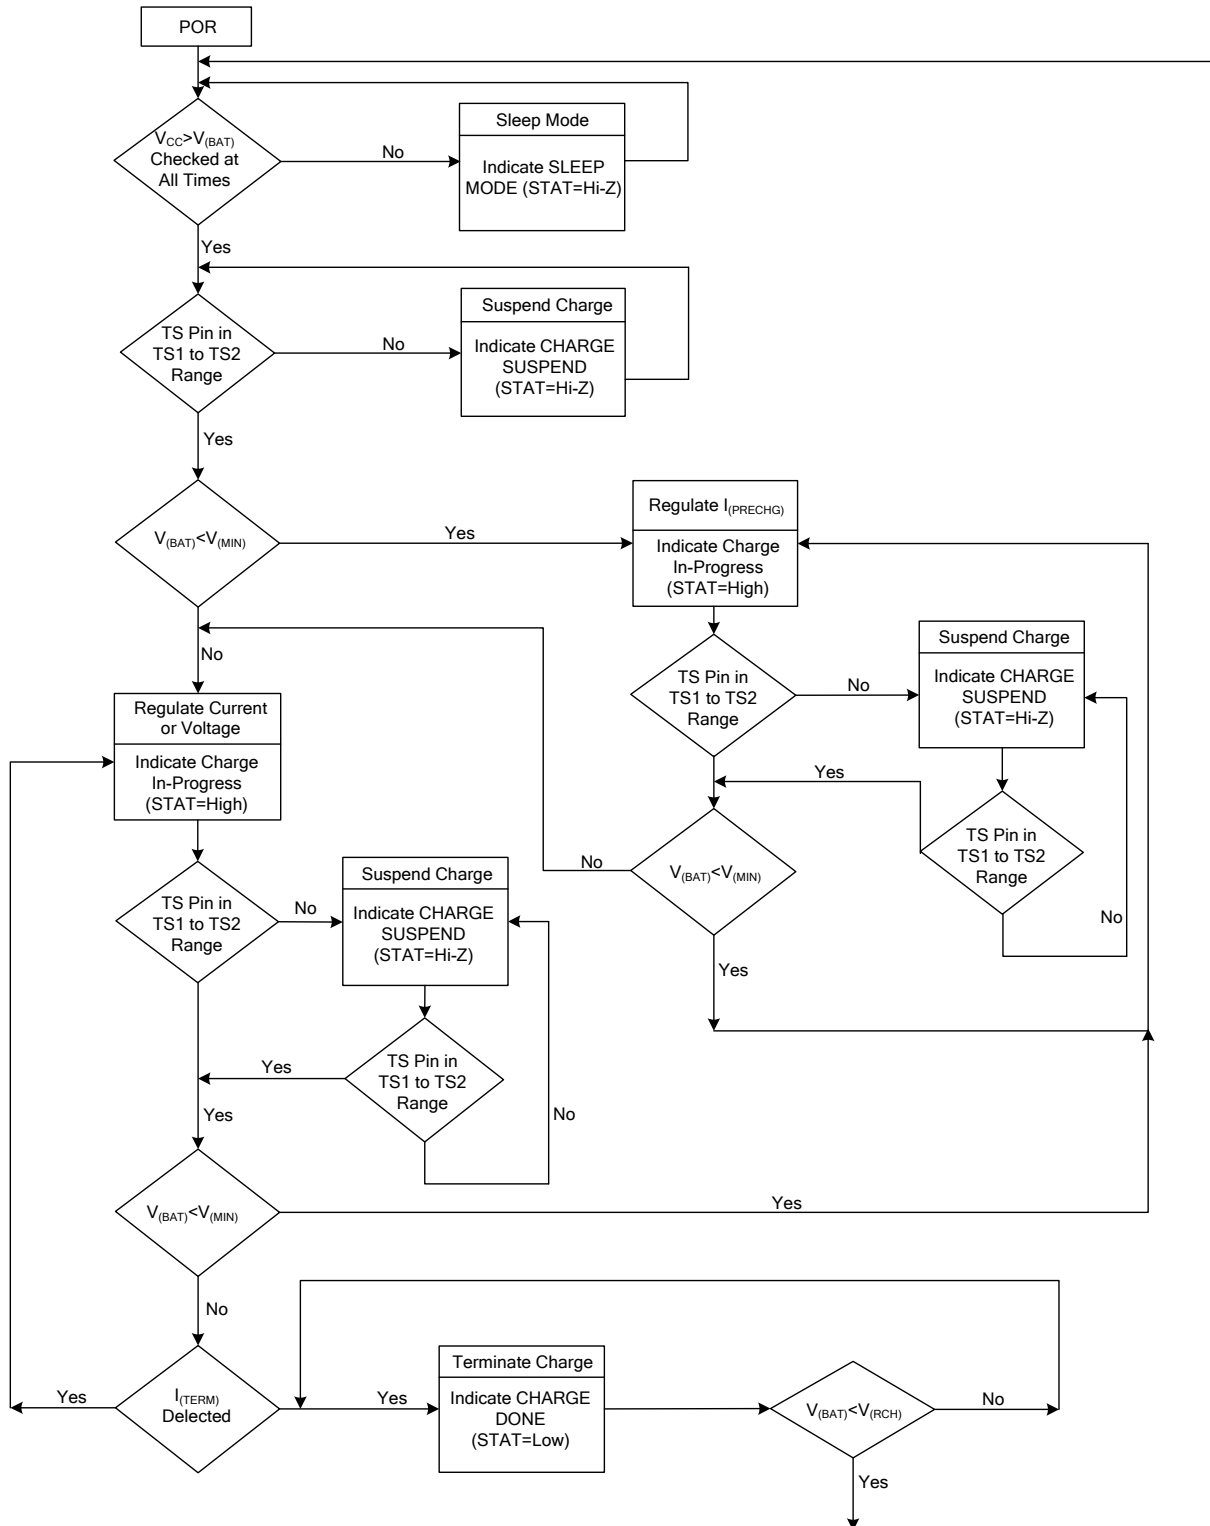 POR
V(CC)>V(BAT)
Checked at
All Times
No
Sleep Mode
Indicate SLEEP
MODE (STAT=Hi-Z)
Yes
TS Pin in
TS1 to TS2
Range
No
Suspend Charge
Indicate CHARGE
SUSPEND
(STAT=Hi-Z)
Yes
V(BAT)<V(MIN)
Yes
Regulate I(PRECHG)
Indicate Charge
In-Progress
(STAT=High)
No
TS Pin in
TS1 to TS2
Range
No
Suspend Charge
Indicate CHARGE
SUSPEND
(STAT=Hi-Z)
Yes
TS Pin in
TS1 to TS2
Range
No
V(BAT)<V(MIN)
No
Yes
Regulate Current
or Voltage
Indicate Charge
In-Progress
(STAT=High)
TS Pin in
TS1 to TS2
Range
No
Suspend Charge
Indicate CHARGE
SUSPEND
(STAT=Hi-Z)
Yes
TS Pin in
TS1 to TS2
Range
No
Yes
V(BAT)<V(MIN)
Yes
No
I(TERM)
Delected
Yes
Yes
Terminate Charge
Indicate CHARGE
DONE
(STAT=Low)
V(BAT)<V(RCH)
No
Yes